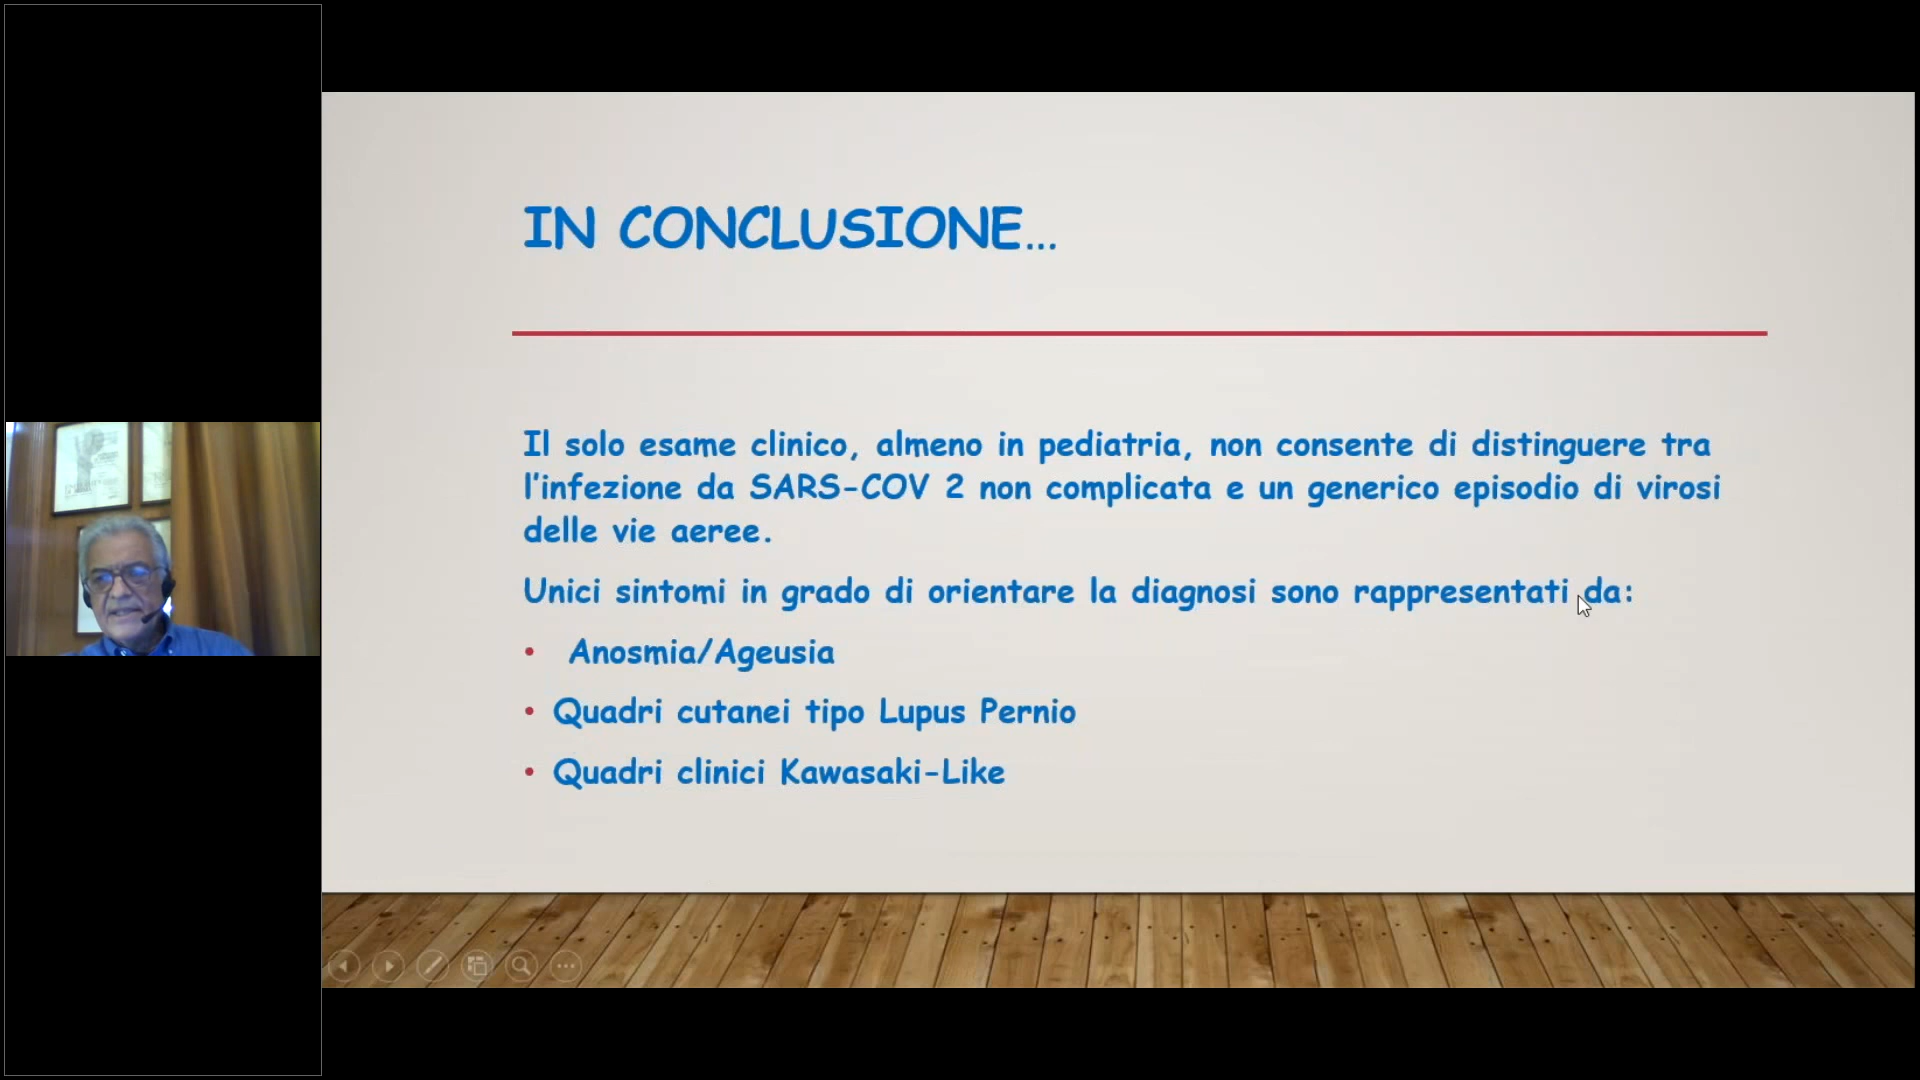 IN CONCLUSIONE...
Il solo esame clinico, almeno in pediatria, non consente di distinguere tra
l'infezione da SARS-COV 2 non complicata e un generico episodio di virosi
delle vie aeree.
Unici sintomi in grado di orientare la diagnosi sono rappresentati da:
• Anosmia/Ageusia
• Quadri cutanei tipo Lupus Pernio
• Quadri clinici Kawasaki-Like